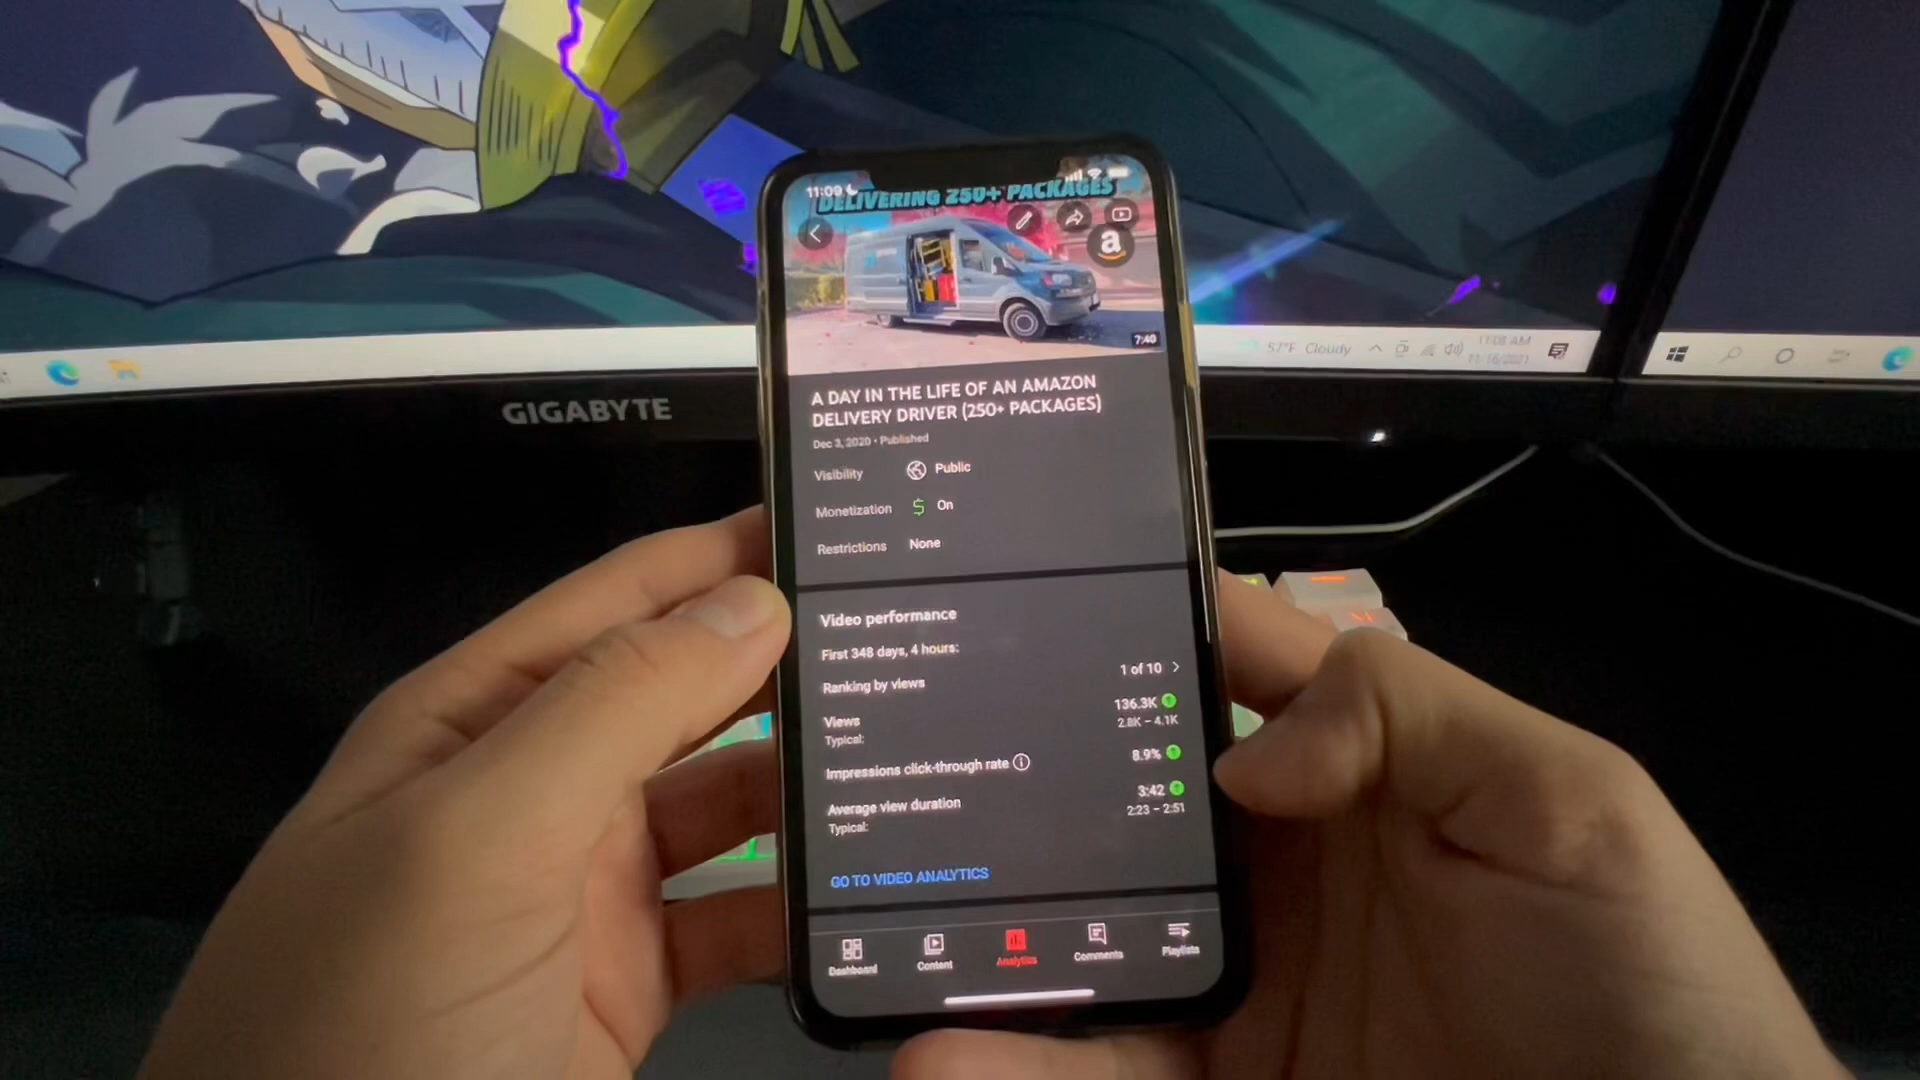 11:09
DELIVERING 250+ PACKAGES
a
7:40
57°F Cloudy
11:08 AM
11/16/2021
GIGABYTE
A DAY IN THE LIFE OF AN AMAZON
DELIVERY DRIVER (250+ PACKAGES)
Dec 3, 2020 • Published
Visibility Public
Monetization $ On
Restrictions None
Video performance
First 348 days, 4 hours:
Ranking by views 1 of 10 >
Views 136.3K
Typical: 2.8K – 4.1K
Impressions click-through rate 8.9%
Average view duration 3:42
Typical: 2:23 – 2:51
GO TO VIDEO ANALYTICS
Dashboard Content Analytics Comments Playlists